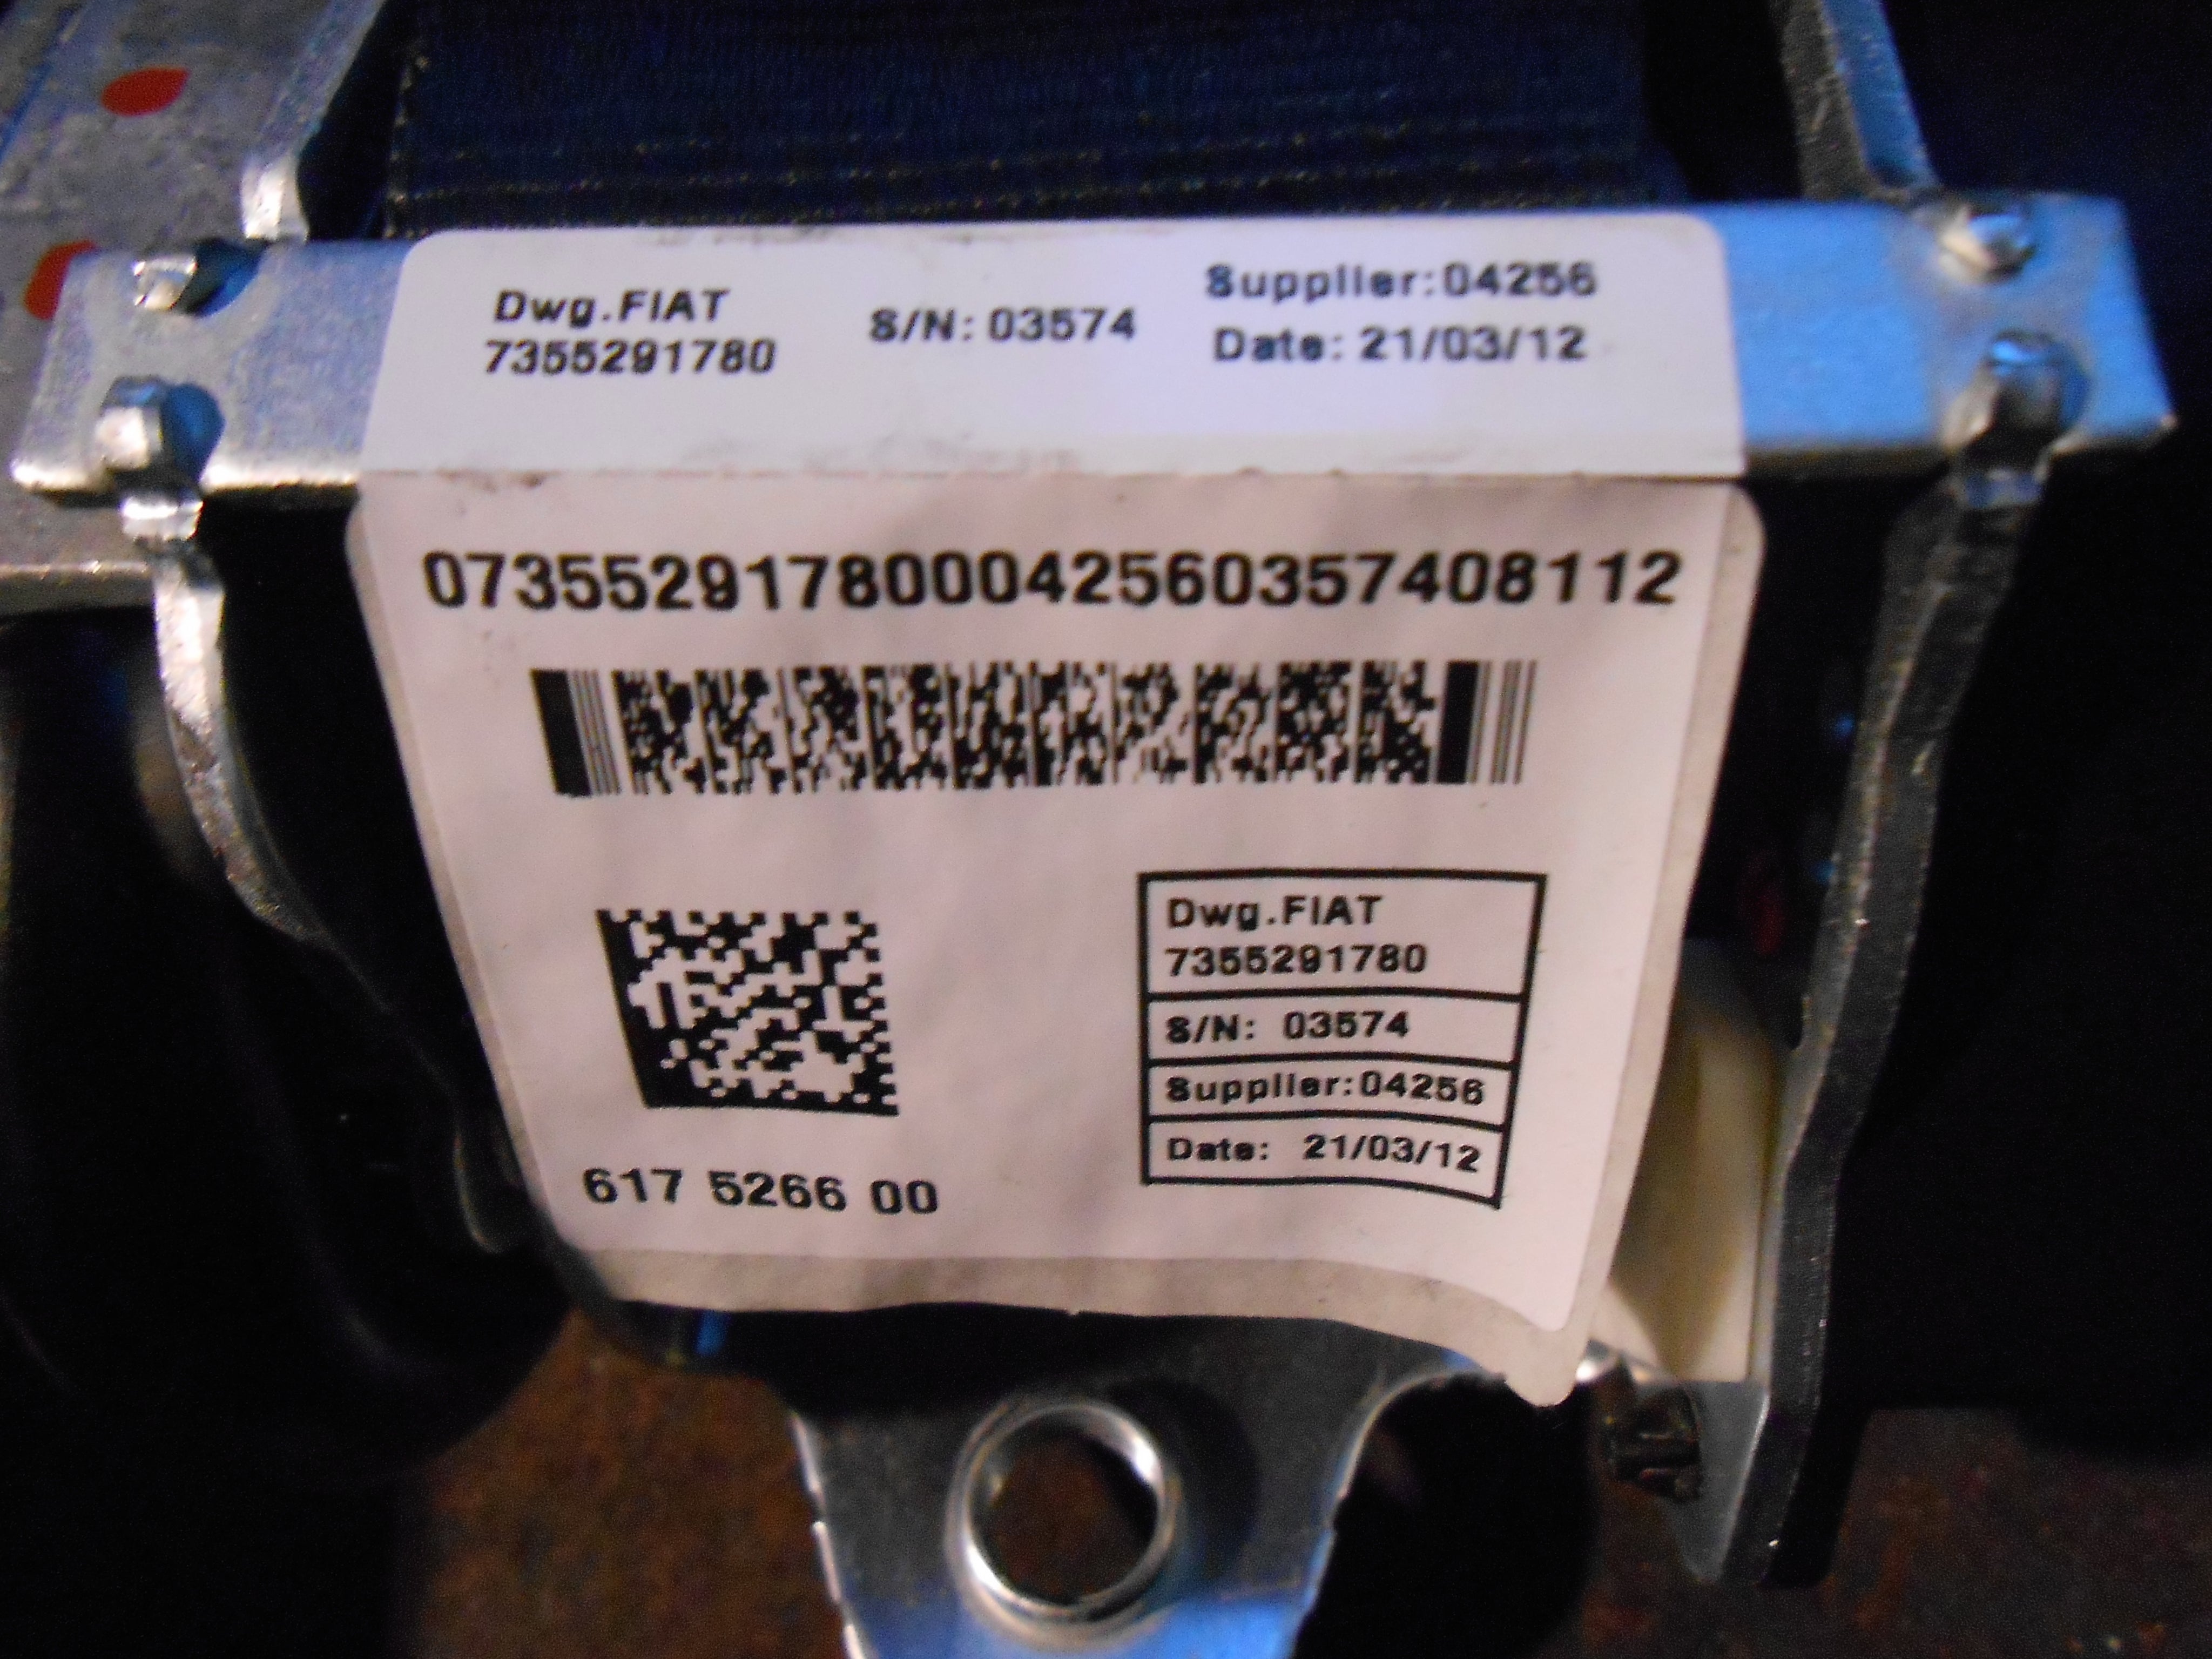 Dwg.FIAT
7355291780
S/N: 03574
Supplier:04256
Date: 21/03/12
073552917800042560357408112
Dwg.FIAT
7355291780
S/N: 03574
Supplier:04256
Date: 21/03/12
617 5266 00